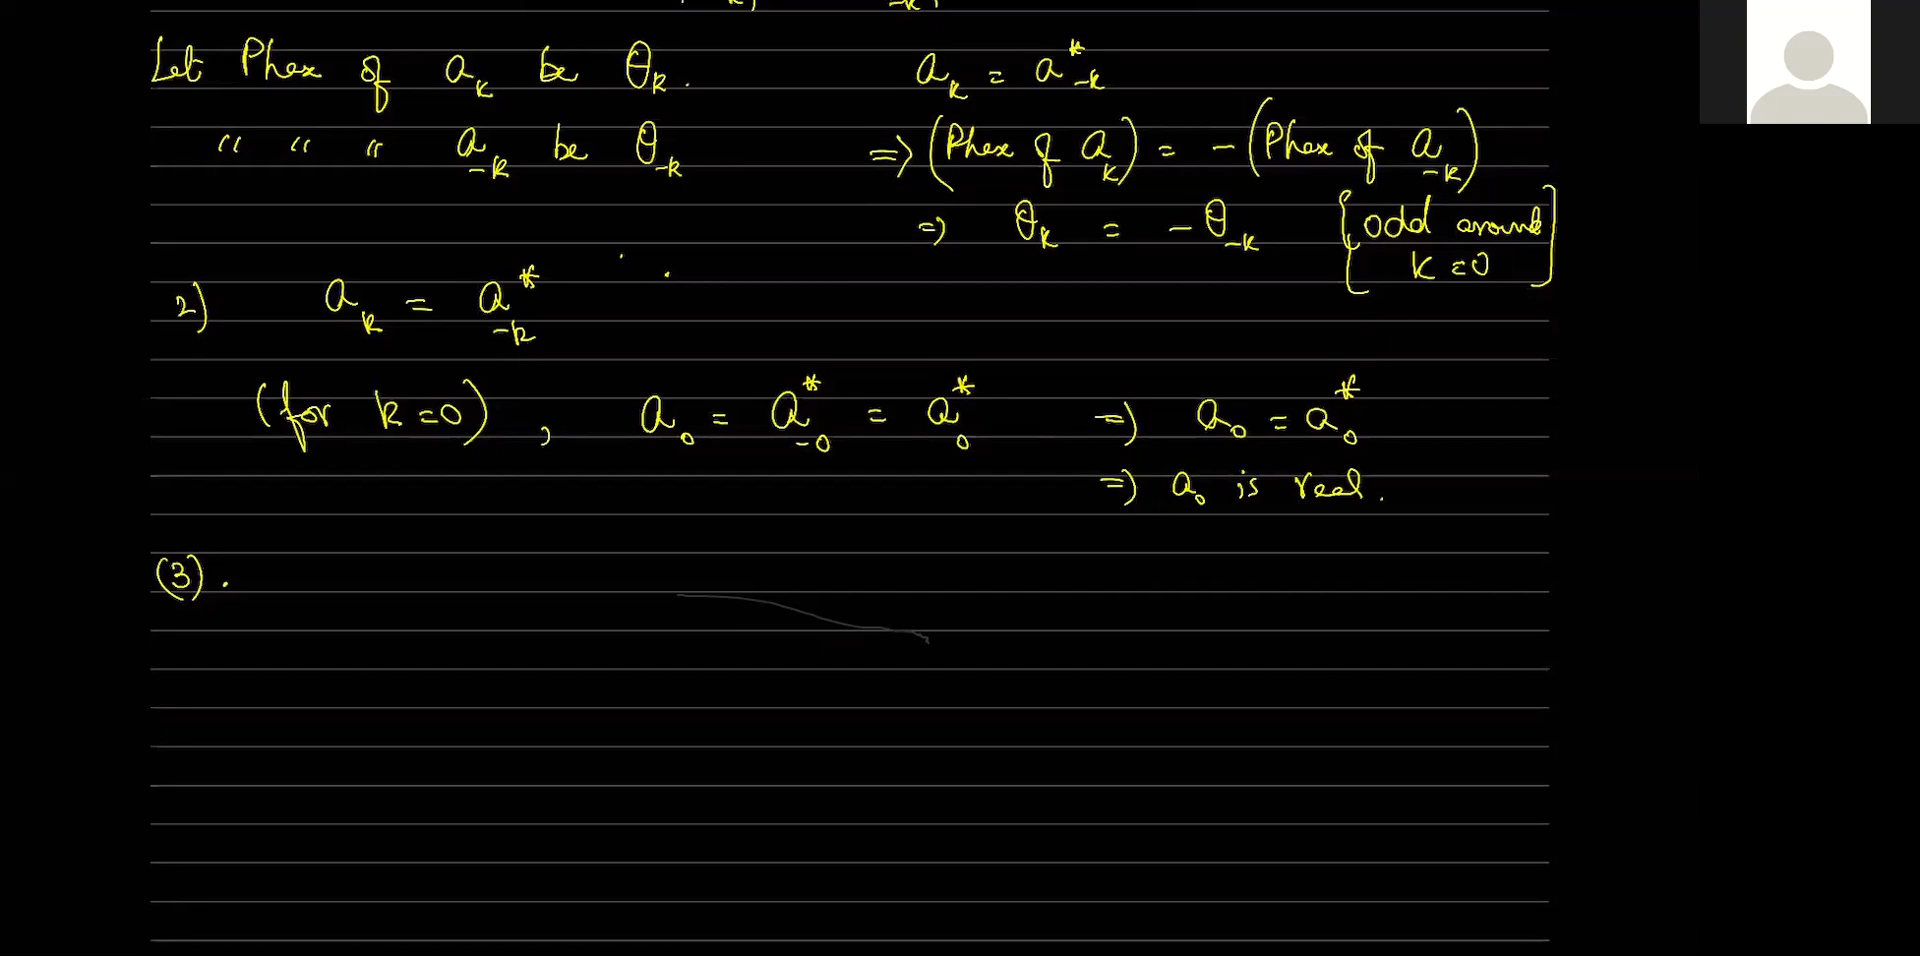 Let Phase of a_k be θ_k. a_k = a*_-k
" " " a_-k be θ_-k => (Phase of a_k) = - (Phase of a_-k)
=> θ_k = - θ_-k [odd around k=0]
2) a_k = a*_-k
(for k=0), a_0 = a*_-0 = a*_0 => a_0 = a*_0
=> a_0 is real.
(3).